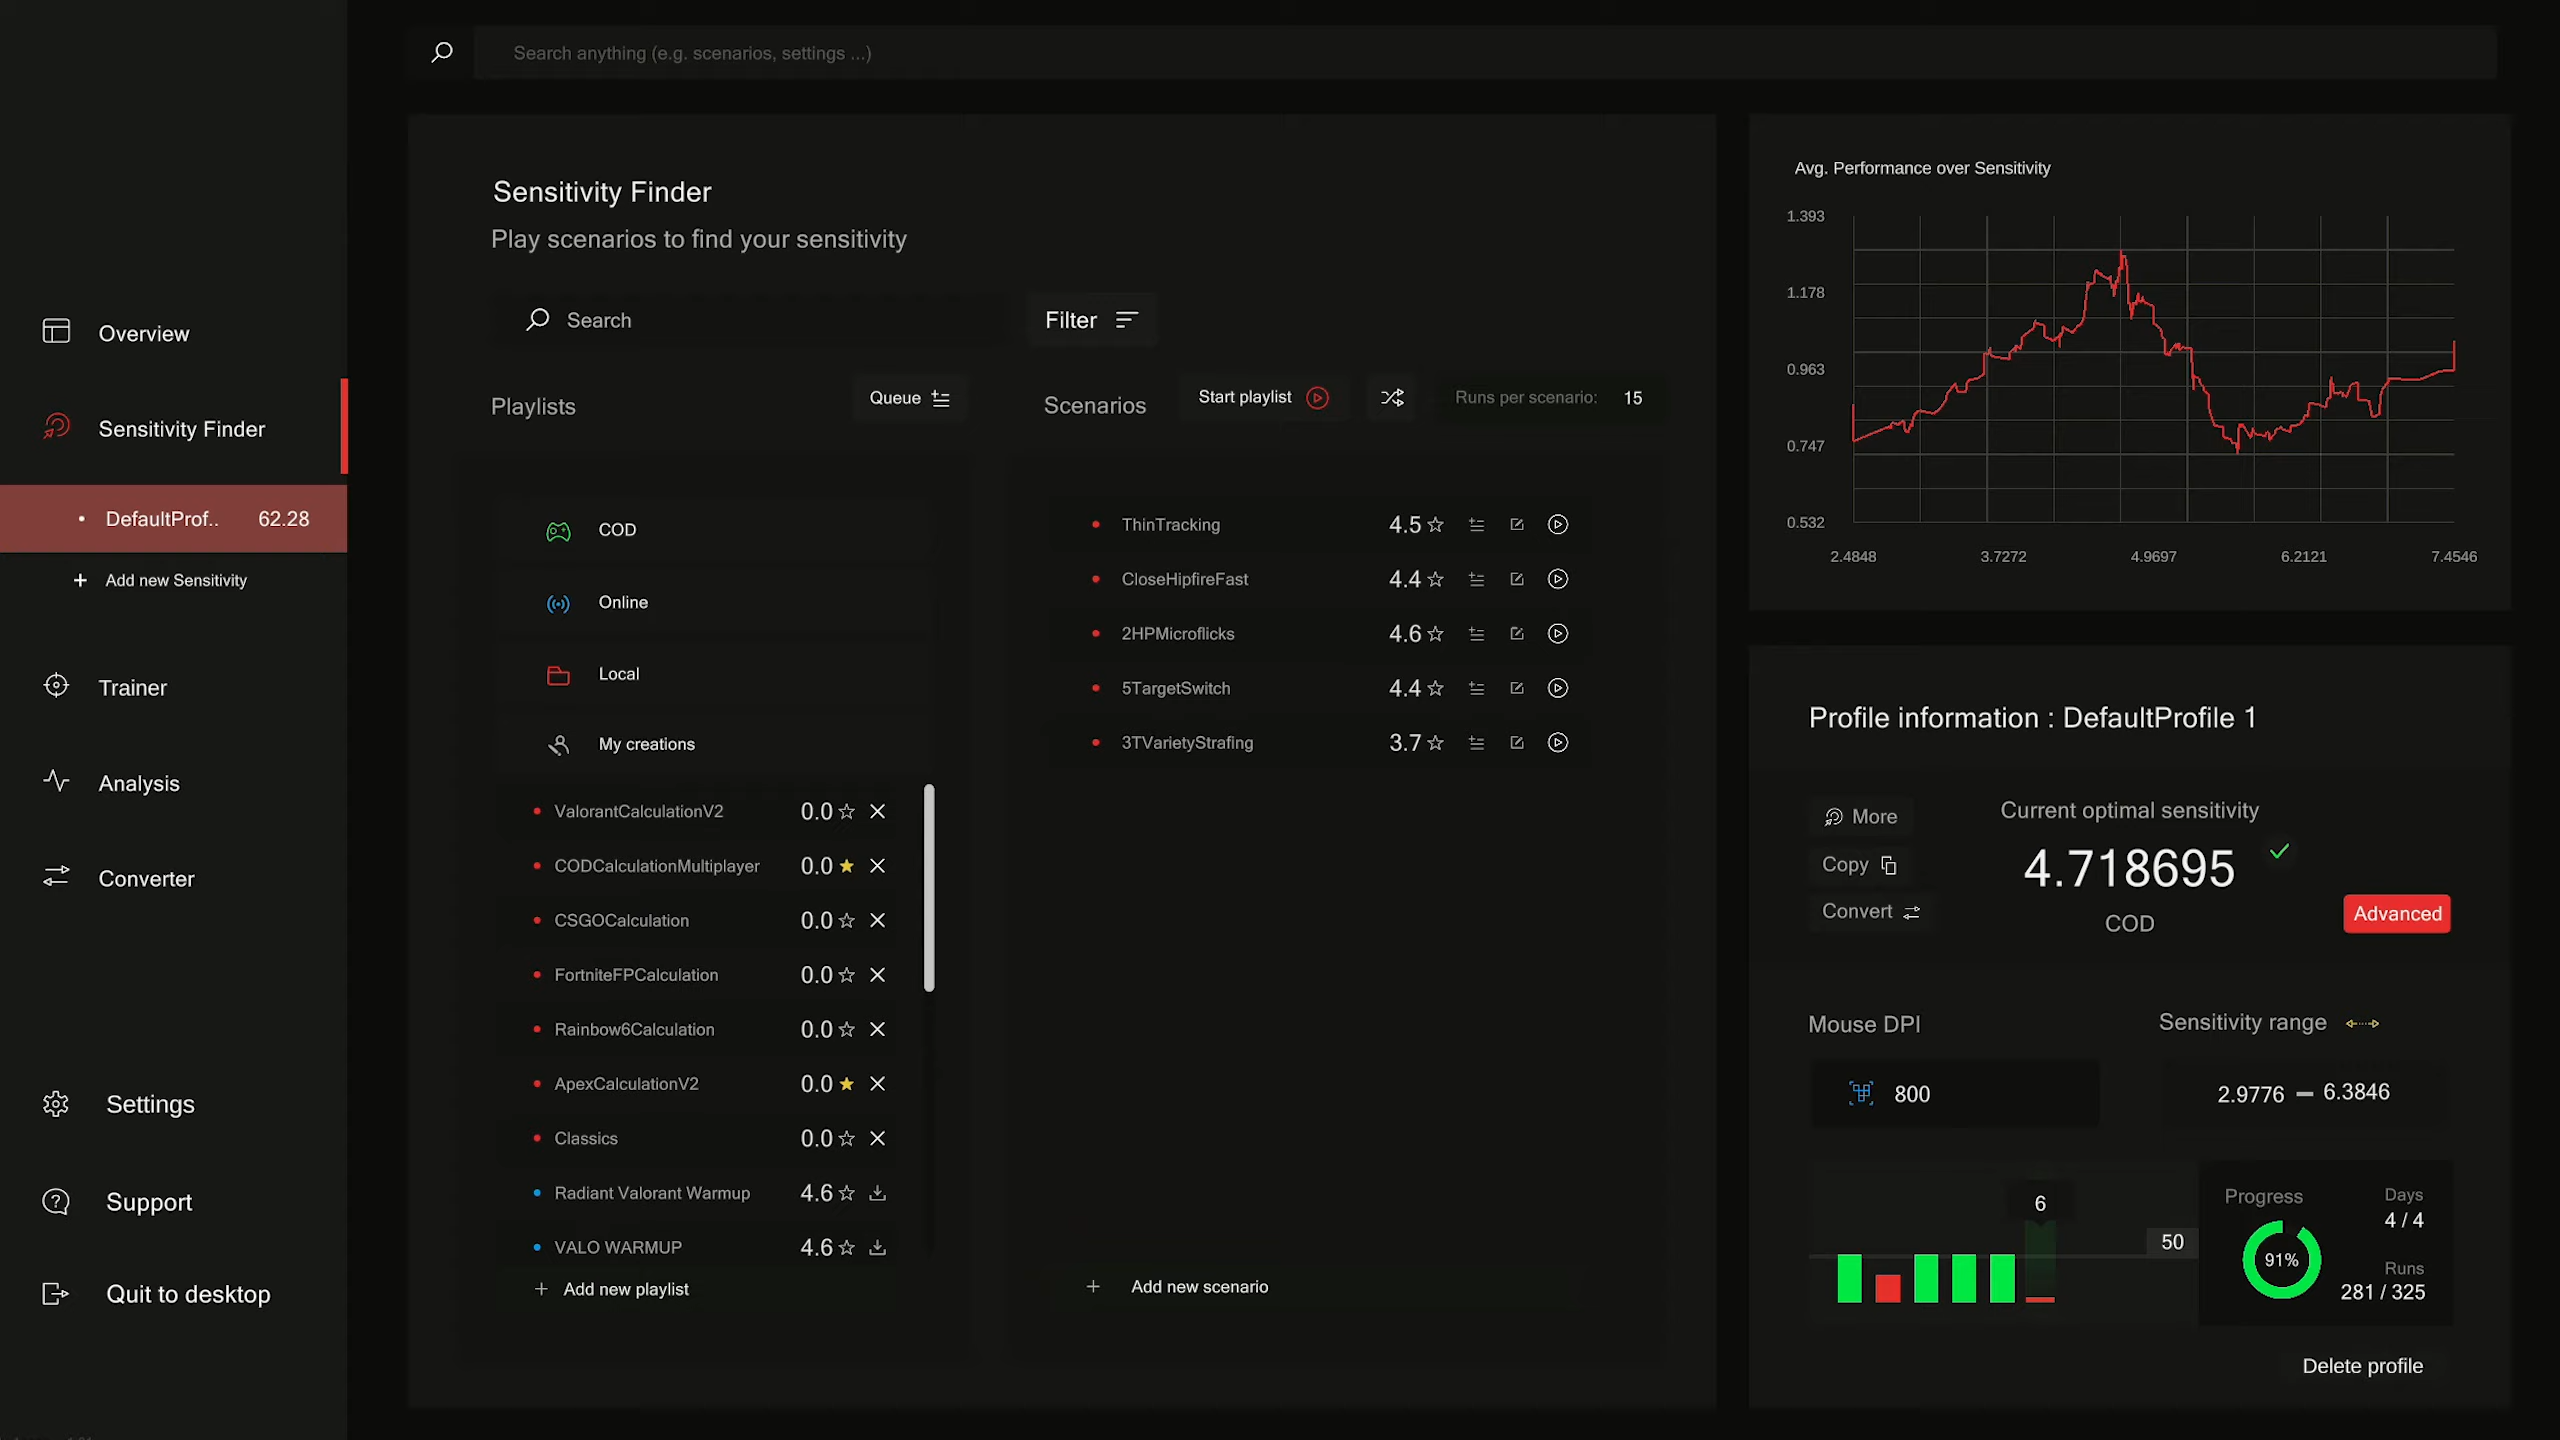 Search anything (e.g. scenarios, settings ...)
Overview
Sensitivity Finder
DefaultProf..
62.28
+ Add new Sensitivity
Trainer
Analysis
Converter
Settings
Support
Quit to desktop
Sensitivity Finder
Play scenarios to find your sensitivity
Search
Filter
Playlists
Queue
COD
Online
Local
My creations
ValorantCalculationV2 0.0
CODCalculationMultiplayer 0.0
CSGOCalculation 0.0
FortniteFPCalculation 0.0
Rainbow6Calculation 0.0
ApexCalculationV2 0.0
Classics 0.0
Radiant Valorant Warmup 4.6
VALO WARMUP 4.6
+ Add new playlist
Scenarios
Start playlist
Runs per scenario: 15
ThinTracking 4.5
CloseHipfireFast 4.4
2HPMicroflicks 4.6
5TargetSwitch 4.4
3TVarietyStrafing 3.7
+ Add new scenario
Avg. Performance over Sensitivity
1.393
1.178
0.963
0.747
0.532
2.4848 3.7272 4.9697 6.2121 7.4546
Profile information : DefaultProfile 1
More
Copy
Convert
Current optimal sensitivity
4.718695
COD
Advanced
Mouse DPI
800
Sensitivity range
2.9776 – 6.3846
6
50
Progress
91%
Days
4 / 4
Runs
281 / 325
Delete profile